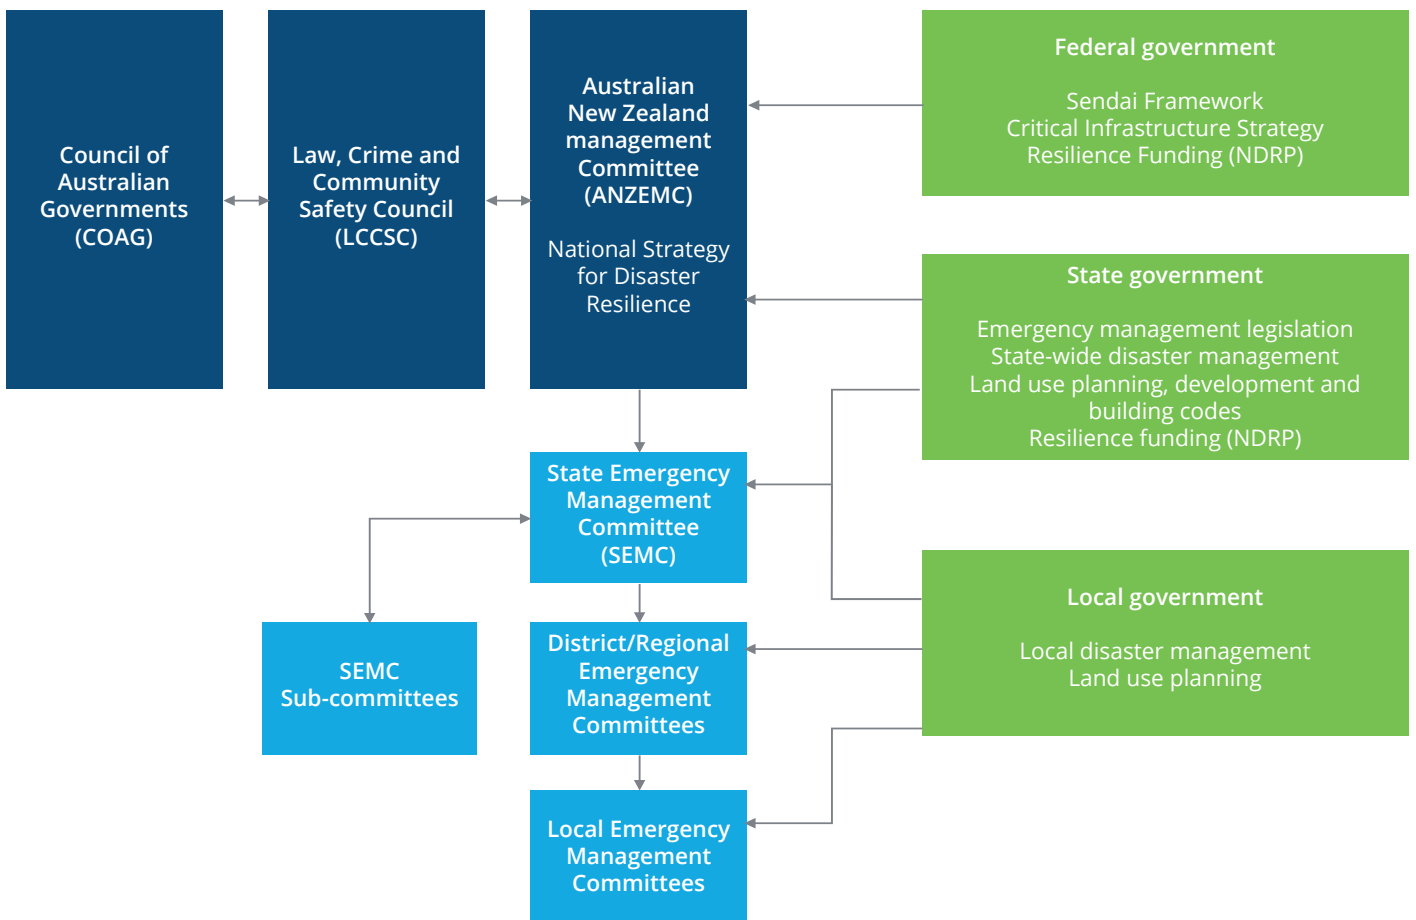 Council of
Australian
Governments
(COAG)
Law, Crime and
Community
Safety Council
(LCCSC)
Australian
New Zealand
management
Committee
(ANZEMC)
National Strategy
for Disaster
Resilience
Federal government
Sendai Framework
Critical Infrastructure Strategy
Resilience Funding (NDRP)
State government
Emergency management legislation
State-wide disaster management
Land use planning, development and
building codes
Resilience funding (NDRP)
State Emergency
Management
Committee
(SEMC)
Local government
Local disaster management
Land use planning
SEMC
Sub-committees
District/Regional
Emergency
Management
Committees
Local Emergency
Management
Committees